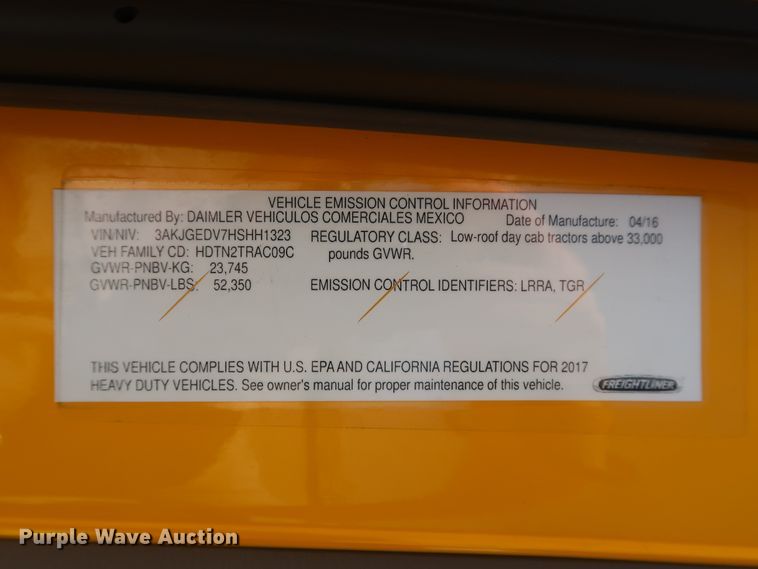 VEHICLE EMISSION CONTROL INFORMATION
Manufactured By: DAIMLER VEHICULOS COMERCIALES MEXICO Date of Manufacture: 04/16
VIN/NIV: 3AKJGEDV7HSHH1323 REGULATORY CLASS: Low-roof day cab tractors above 33,000
VEH FAMILY CD: HDTN2TRAC09C pounds GVWR.
GVWR-PNBV-KG: 23,745
GVWR-PNBV-LBS: 52,350 EMISSION CONTROL IDENTIFIERS: LRRA, TGR
THIS VEHICLE COMPLIES WITH U.S. EPA AND CALIFORNIA REGULATIONS FOR 2017
HEAVY DUTY VEHICLES. See owner's manual for proper maintenance of this vehicle.
FREIGHTLINER
Purple Wave Auction